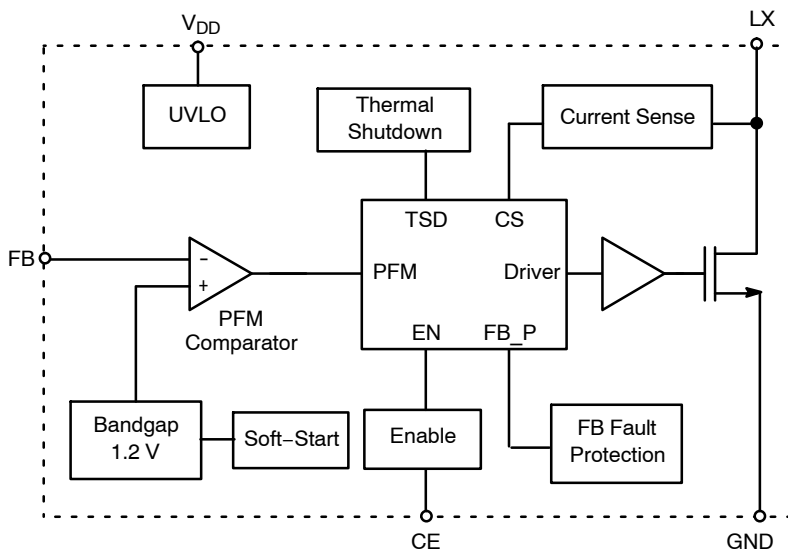 V_DD
LX
UVLO
Thermal
Shutdown
Current Sense
TSD
CS
FB
−
+
PFM
Driver
PFM
Comparator
EN
FB_P
Bandgap
1.2 V
Soft−Start
Enable
FB Fault
Protection
CE
GND